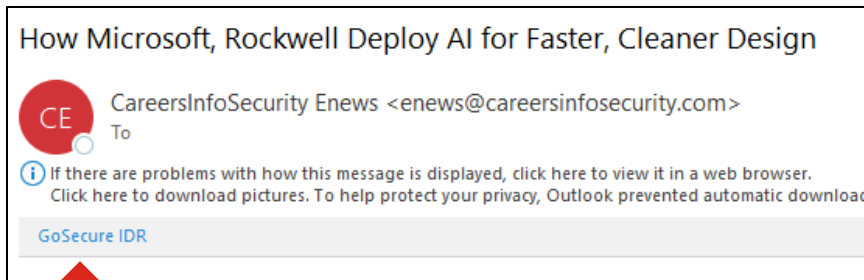 How Microsoft, Rockwell Deploy AI for Faster, Cleaner Design
CE
CareersInfoSecurity Enews <enews@careersinfosecurity.com>
To
If there are problems with how this message is displayed, click here to view it in a web browser.
Click here to download pictures. To help protect your privacy, Outlook prevented automatic download
GoSecure IDR